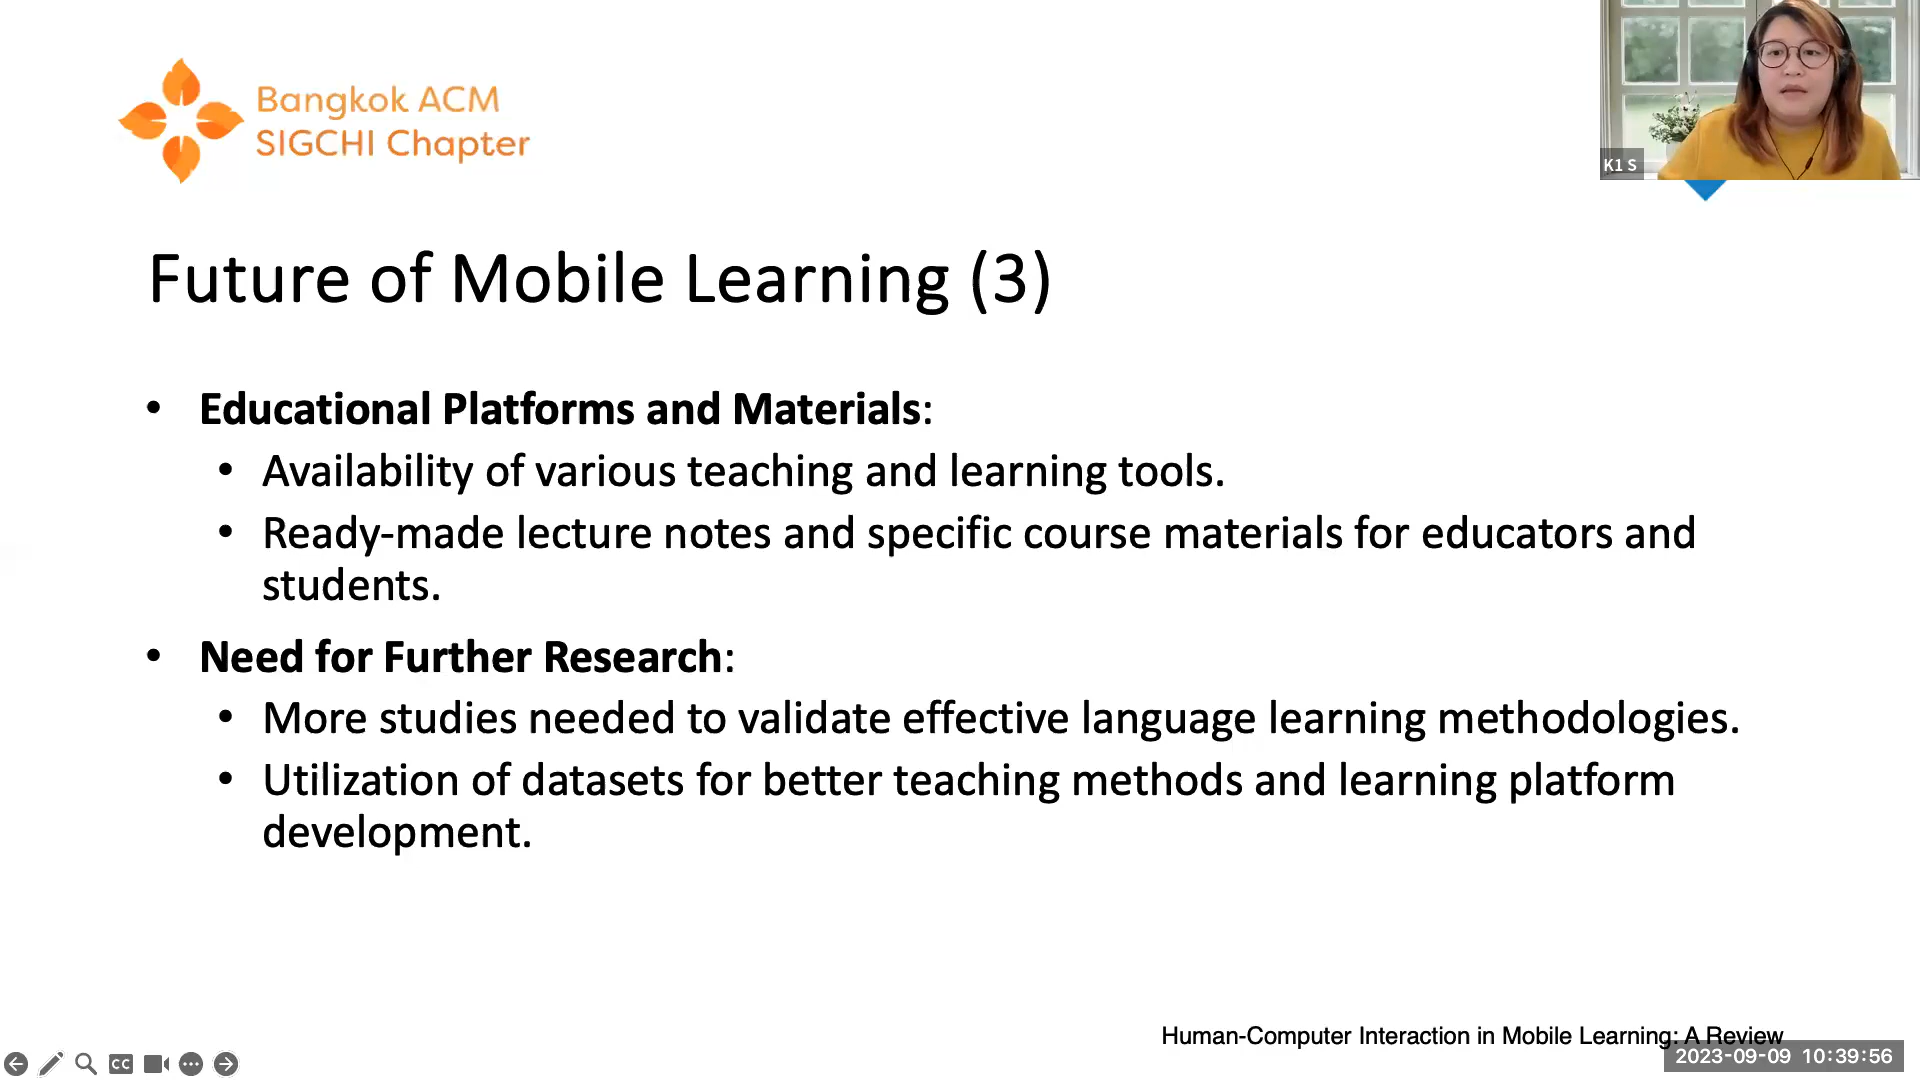 Bangkok ACM
SIGCHI Chapter
K1 S
Future of Mobile Learning (3)
• Educational Platforms and Materials:
• Availability of various teaching and learning tools.
• Ready-made lecture notes and specific course materials for educators and
students.
• Need for Further Research:
• More studies needed to validate effective language learning methodologies.
• Utilization of datasets for better teaching methods and learning platform
development.
Human-Computer Interaction in Mobile Learning: A Review
CC
2023-09-09 10:39:56